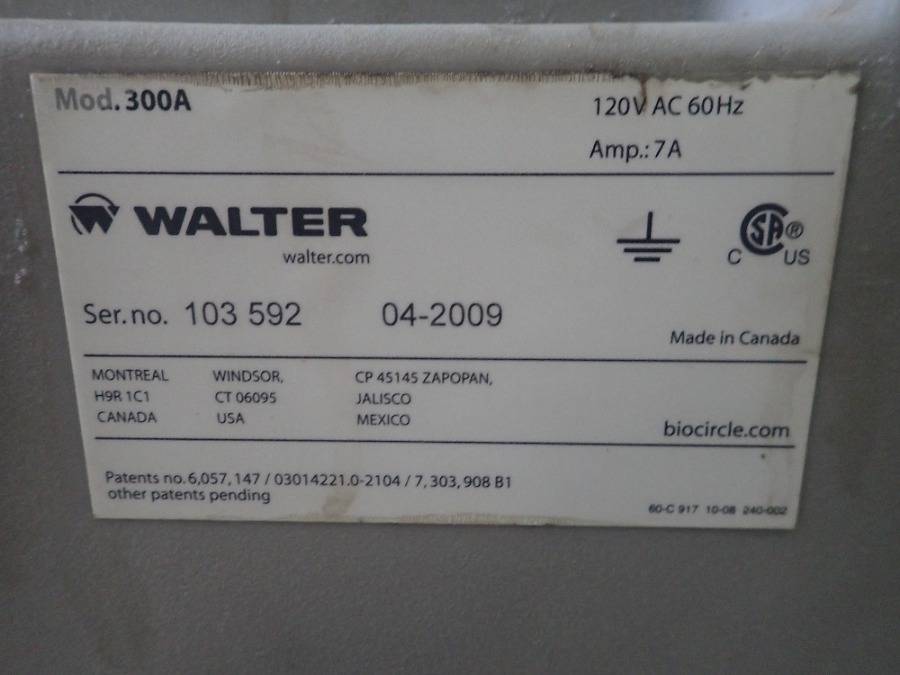 Mod. 300A
120V AC 60Hz
Amp.: 7A
WALTER
walter.com
SA®
C US
Ser. no. 103 592 04-2009
Made in Canada
MONTREAL WINDSOR, CP 45145 ZAPOPAN,
H9R 1C1 CT 06095 JALISCO
CANADA USA MEXICO
biocircle.com
Patents no. 6,057,147 / 03014221.0-2104 / 7,303,908 B1
other patents pending
60-C 917 10-08 240-002